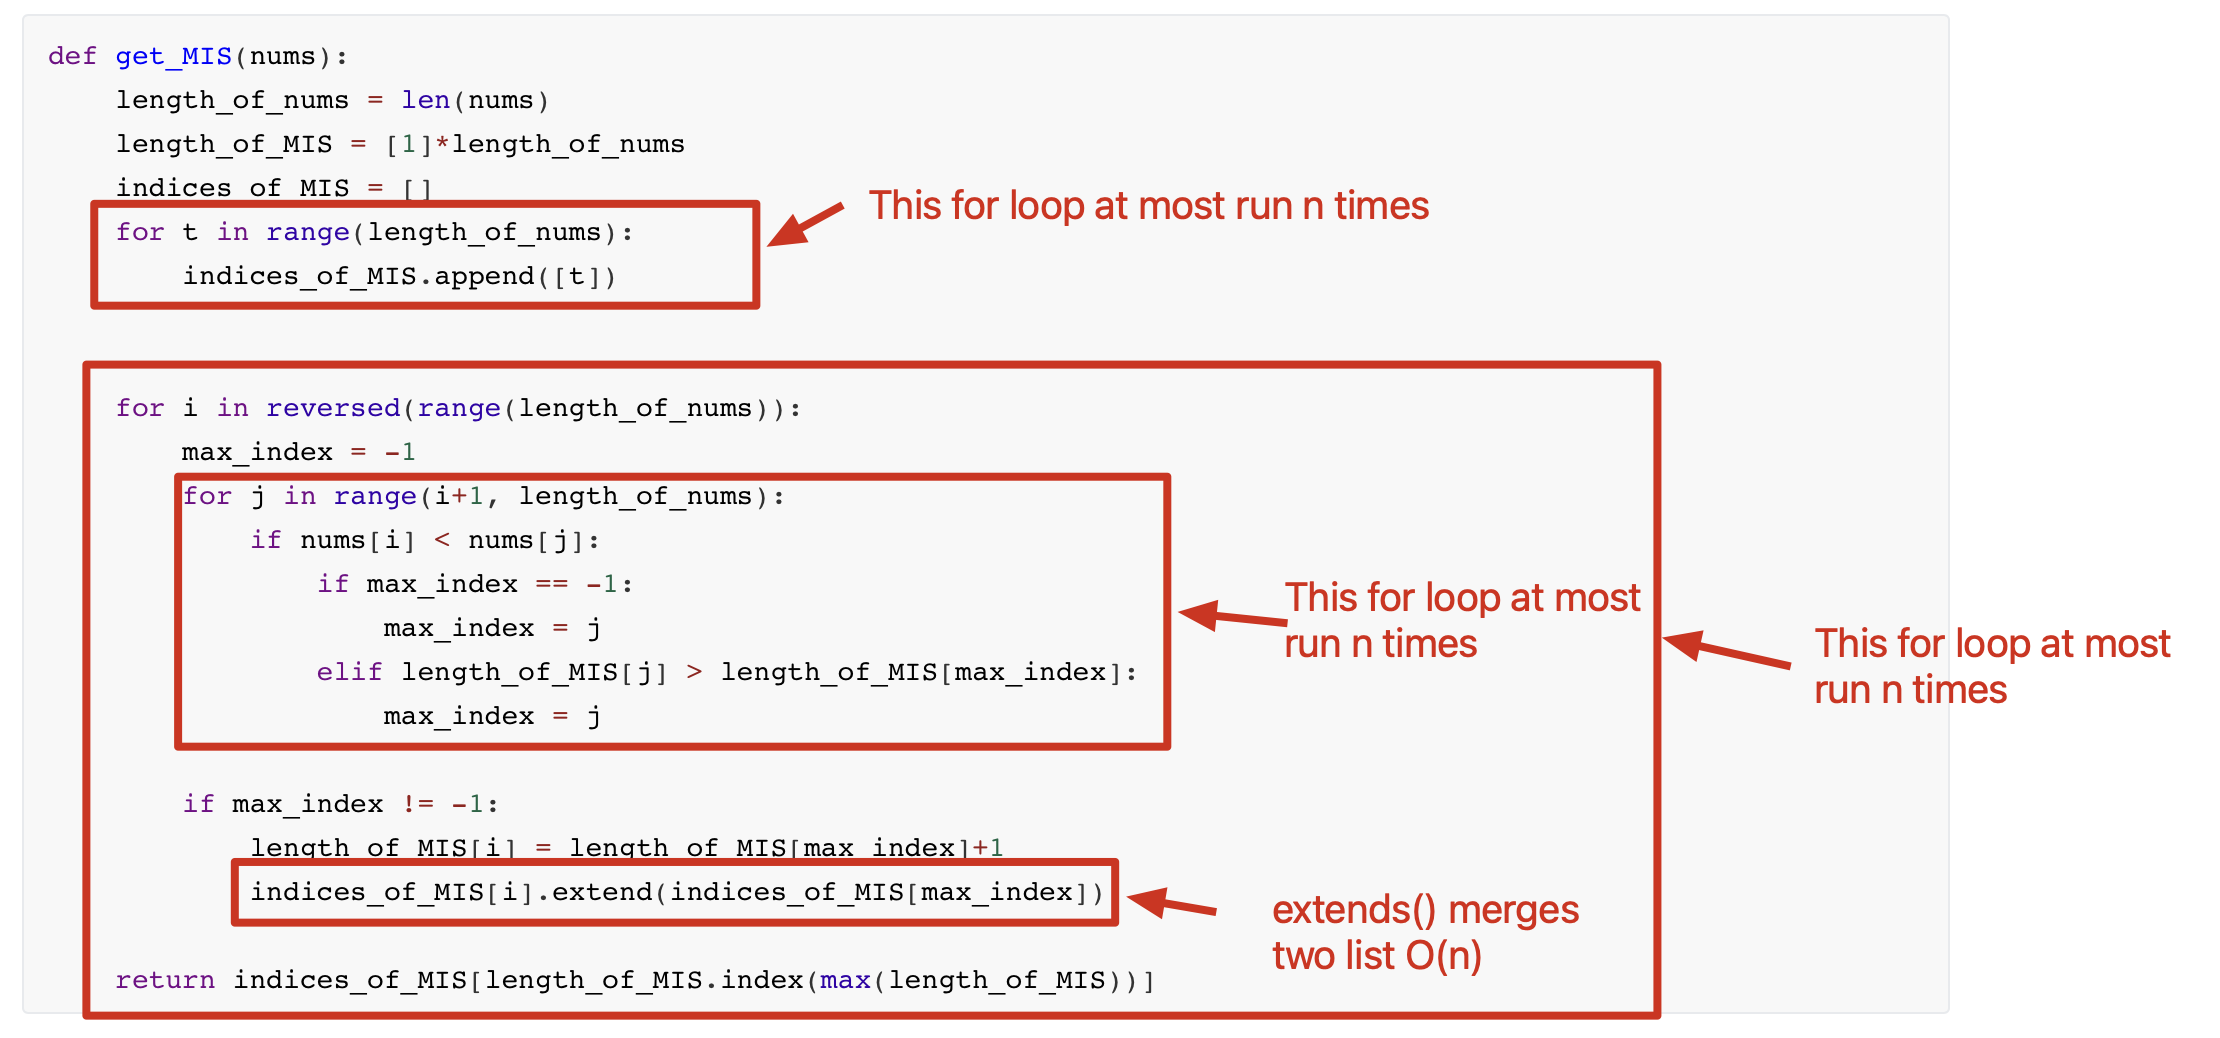 def get_MIS(nums):
    length_of_nums = len(nums)
    length_of_MIS = [1]*length_of_nums
    indices_of_MIS = []
This for loop at most run n times
    for t in range(length_of_nums):
        indices_of_MIS.append([t])
    for i in reversed(range(length_of_nums)):
        max_index = -1
        for j in range(i+1, length_of_nums):
            if nums[i] < nums[j]:
                if max_index == -1:
                    max_index = j
                elif length_of_MIS[j] > length_of_MIS[max_index]:
                    max_index = j
This for loop at most
run n times
This for loop at most
run n times
        if max_index != -1:
            length_of_MIS[i] = length_of_MIS[max_index]+1
            indices_of_MIS[i].extend(indices_of_MIS[max_index])
extends() merges
two list O(n)
    return indices_of_MIS[length_of_MIS.index(max(length_of_MIS))]